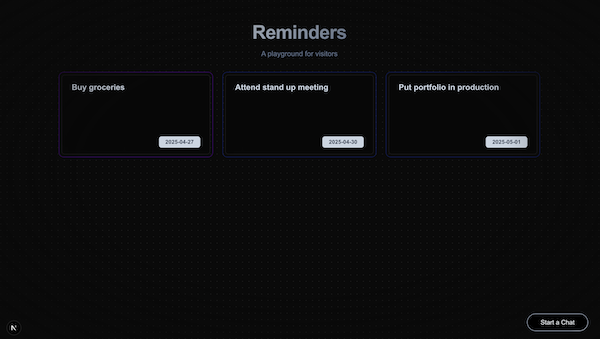 Reminders
A playground for visitors
Buy groceries
Attend stand up meeting
Put portfolio in production
2025-04-27
2025-04-30
2025-05-01
Start a Chat
N